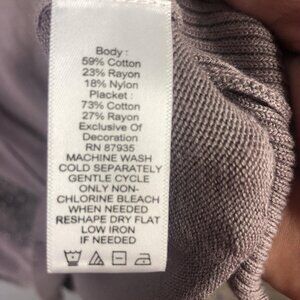 Body :
59% Cotton
23% Rayon
18% Nylon
Placket :
73% Cotton
27% Rayon
Exclusive Of
Decoration
RN 87935
MACHINE WASH
COLD SEPARATELY
GENTLE CYCLE
ONLY NON-
CHLORINE BLEACH
WHEN NEEDED
RESHAPE DRY FLAT
LOW IRON
IF NEEDED